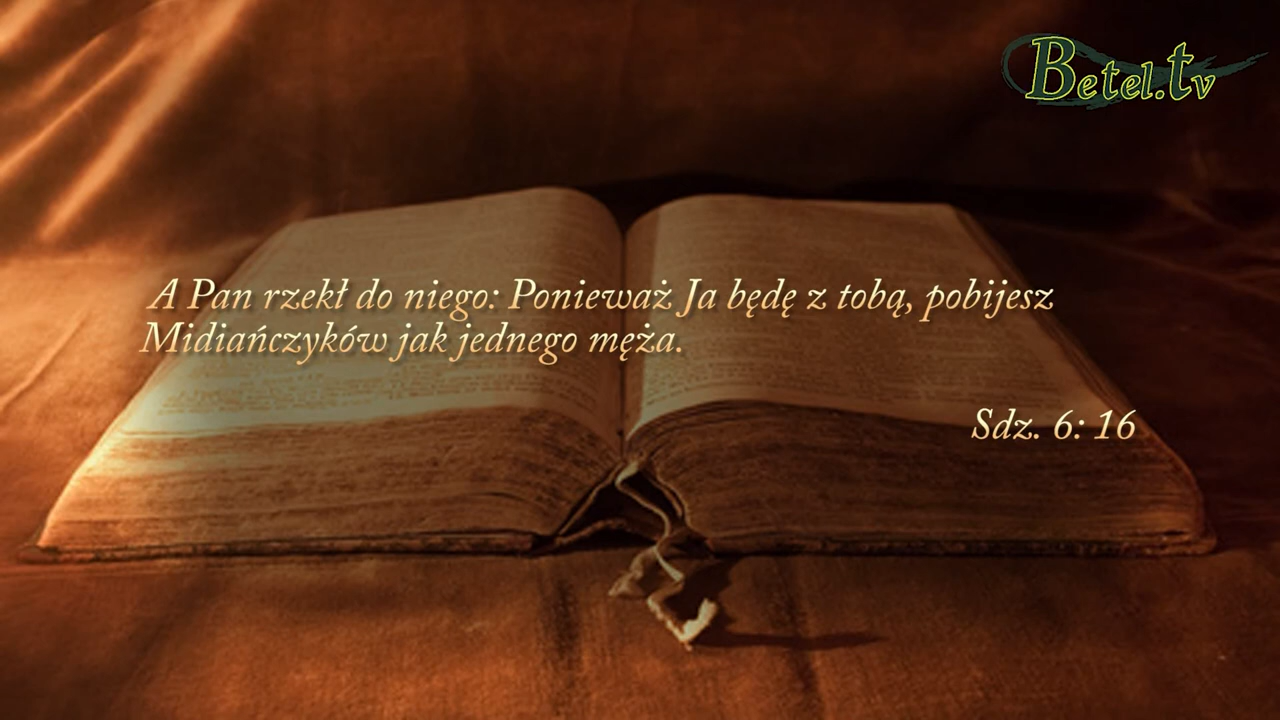 Betel.tv
A Pan rzekł do niego: Ponieważ Ja będę z tobą, pobijesz
Midiańczyków jak jednego męża.
Sdz. 6: 16